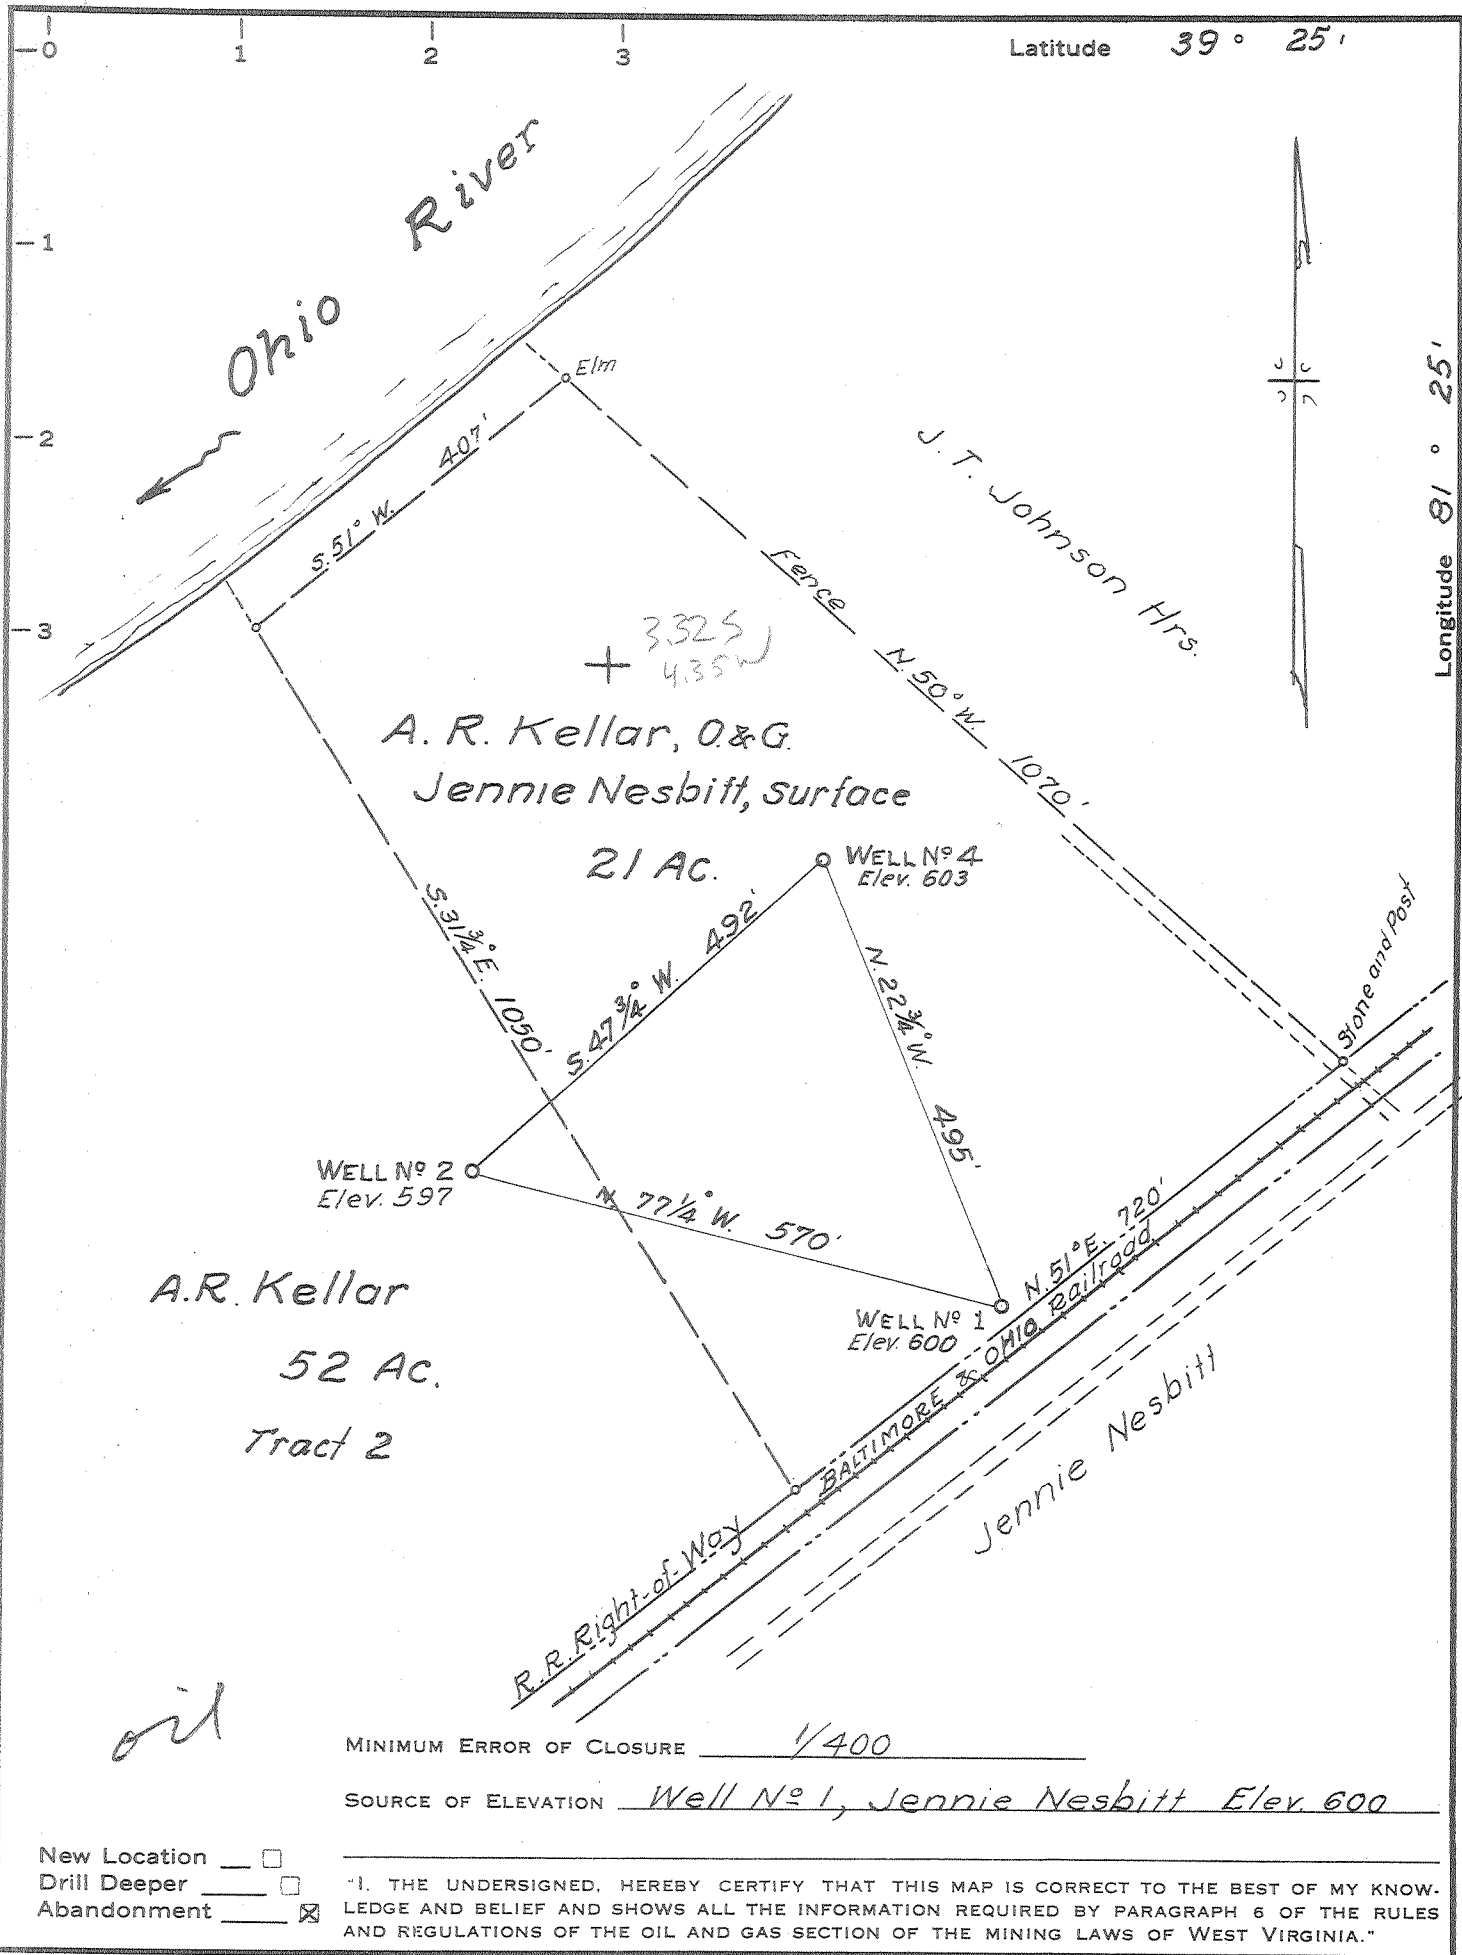 0 1 2 3
Latitude 39° 25'
1
2
3
Longitude 81° 25'
Ohio River
Elm
S. 51° W. 407'
J. T. Johnson Hrs.
Fence N. 50° W. 1070'
3.32 S
4.35 W
A. R. Kellar, O.&G.
Jennie Nesbitt, Surface
21 Ac.
WELL Nº 4
Elev. 603
S. 31¾° E. 1050'
S. 47¾° W. 492'
N. 22¾° W. 495'
Stone and Post
WELL Nº 2
Elev. 597
N 77¼° W. 570'
N. 51° E. 720'
WELL Nº 1
Elev. 600
A.R. Kellar
52 Ac.
Tract 2
BALTIMORE & OHIO Railroad
Jennie Nesbitt
R.R. Right-of-Way
oil
MINIMUM ERROR OF CLOSURE 1/400
SOURCE OF ELEVATION Well Nº 1, Jennie Nesbitt Elev. 600
New Location ☐
Drill Deeper ☐
Abandonment ☒
"I, THE UNDERSIGNED, HEREBY CERTIFY THAT THIS MAP IS CORRECT TO THE BEST OF MY KNOW-
LEDGE AND BELIEF AND SHOWS ALL THE INFORMATION REQUIRED BY PARAGRAPH 6 OF THE RULES
AND REGULATIONS OF THE OIL AND GAS SECTION OF THE MINING LAWS OF WEST VIRGINIA."